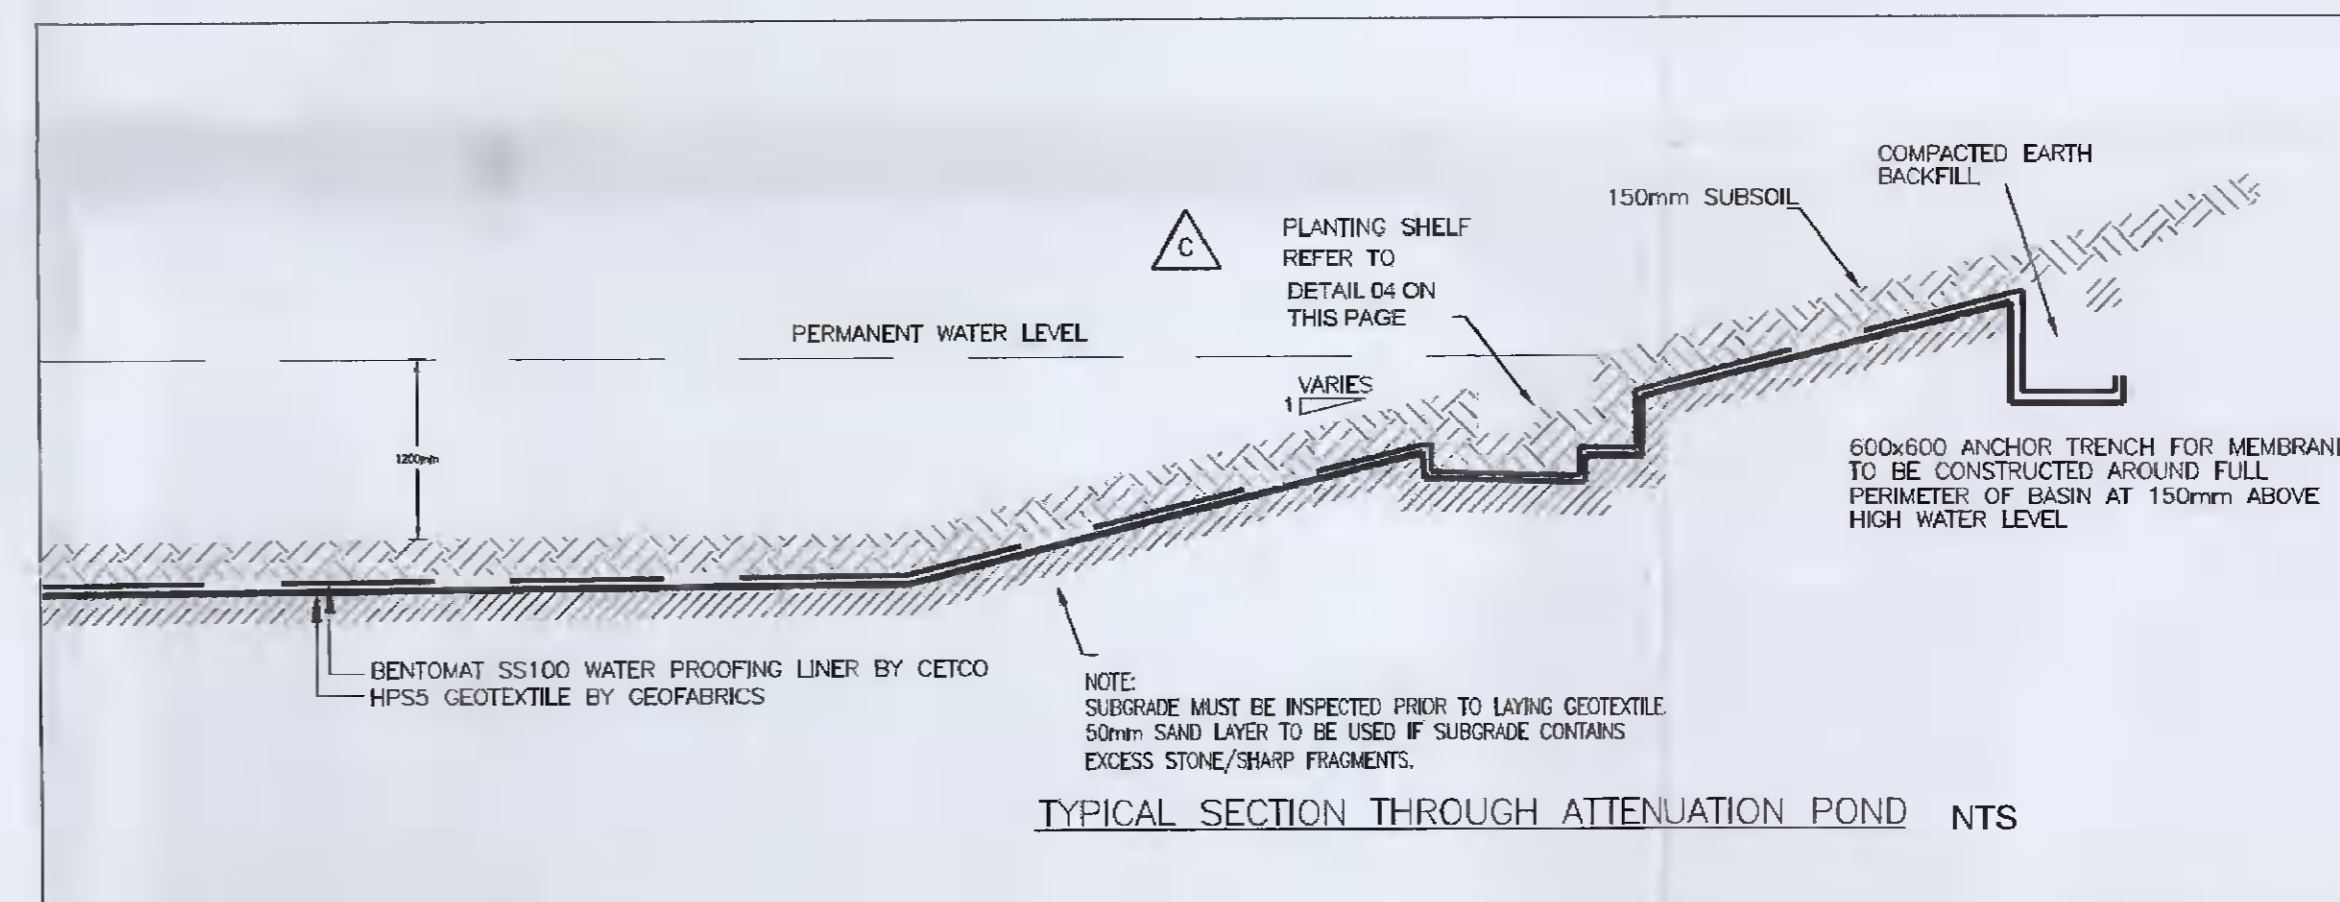 COMPACTED EARTH
BACKFILL
150mm SUBSOIL
C
PLANTING SHELF
REFER TO
DETAIL 04 ON
THIS PAGE
PERMANENT WATER LEVEL
VARIES
1
1200mm
600x600 ANCHOR TRENCH FOR MEMBRANE
TO BE CONSTRUCTED AROUND FULL
PERIMETER OF BASIN AT 150mm ABOVE
HIGH WATER LEVEL
BENTOMAT SS100 WATER PROOFING LINER BY CETCO
HPS5 GEOTEXTILE BY GEOFABRICS
NOTE:
SUBGRADE MUST BE INSPECTED PRIOR TO LAYING GEOTEXTILE.
50mm SAND LAYER TO BE USED IF SUBGRADE CONTAINS
EXCESS STONE/SHARP FRAGMENTS.
TYPICAL SECTION THROUGH ATTENUATION POND NTS